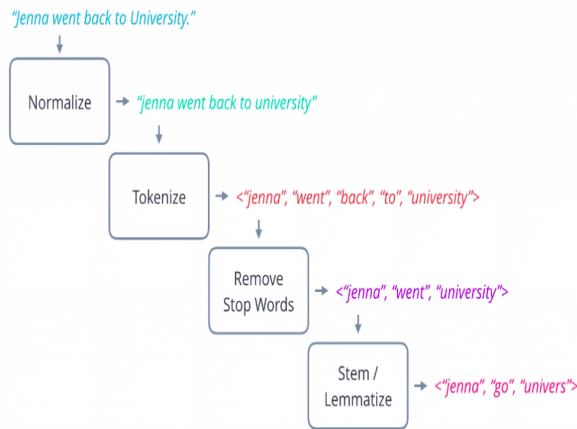 “Jenna went back to University.”
Normalize
“jenna went back to university”
Tokenize
<“jenna”, “went”, “back”, “to”, “university”>
Remove
Stop Words
<“jenna”, “went”, “university”>
Stem /
Lemmatize
<“jenna”, “go”, “univers”>